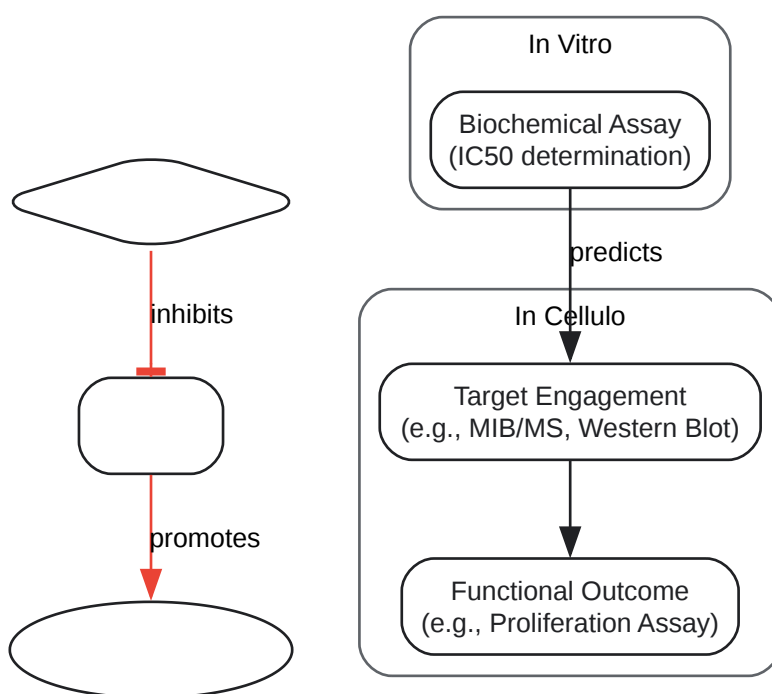 inhibits
promotes
In Vitro
Biochemical Assay
(IC50 determination)
predicts
In Cellulo
Target Engagement
(e.g., MIB/MS, Western Blot)
Functional Outcome
(e.g., Proliferation Assay)